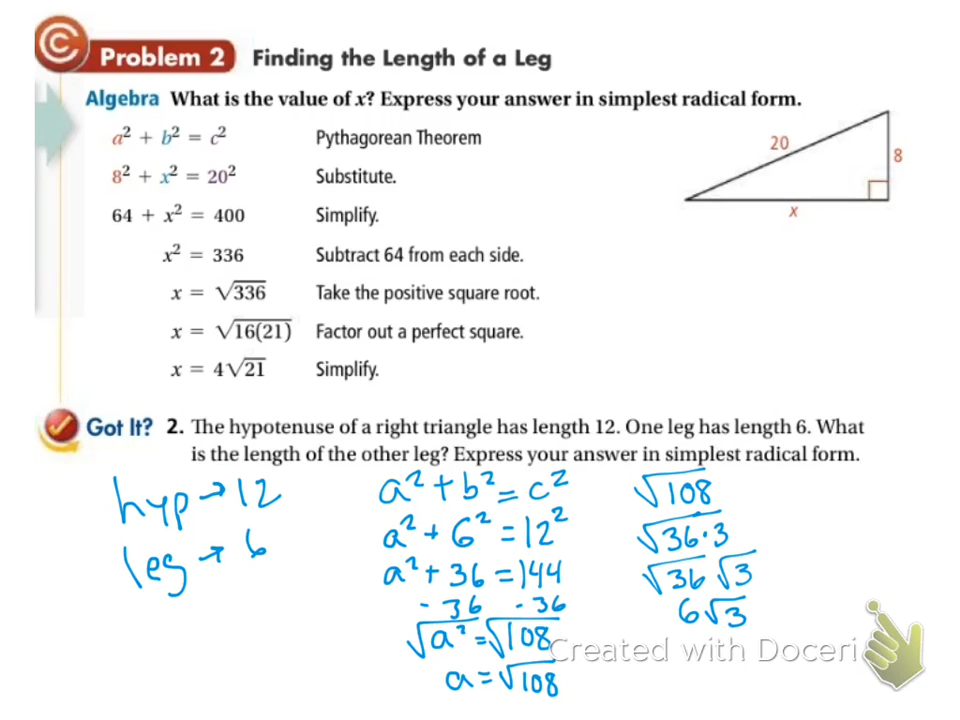 C
Problem 2 Finding the Length of a Leg
Algebra What is the value of x? Express your answer in simplest radical form.
a² + b² = c² Pythagorean Theorem
8² + x² = 20² Substitute.
64 + x² = 400 Simplify.
x² = 336 Subtract 64 from each side.
x = √336 Take the positive square root.
x = √16(21) Factor out a perfect square.
x = 4√21 Simplify.
20
8
x
Got It? 2. The hypotenuse of a right triangle has length 12. One leg has length 6. What
is the length of the other leg? Express your answer in simplest radical form.
hyp → 12
leg → 6
a² + b² = c²
a² + 6² = 12²
a² + 36 = 144
- 36 - 36
√a² = √108
a = √108
√108
√36·3
√36 √3
6√3
Created with Doceri